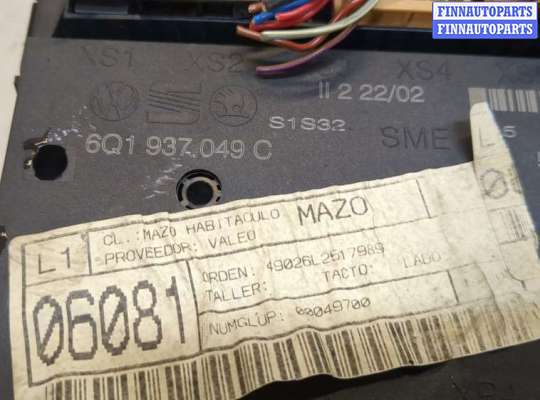 FINNAUTOPARTS
FINNAUTOPARTS
XS1 XS2 XS4
II 2 22/02
S1S32
6Q1 937.049 C
SME
L
CL.:MAZO HABITACULO MAZO
PROVEEDOR: VALEO
L1
06081
ORDEN: 49026L2517989
TALLER: TACTO: LADO:
NUMGLUP: 00049700